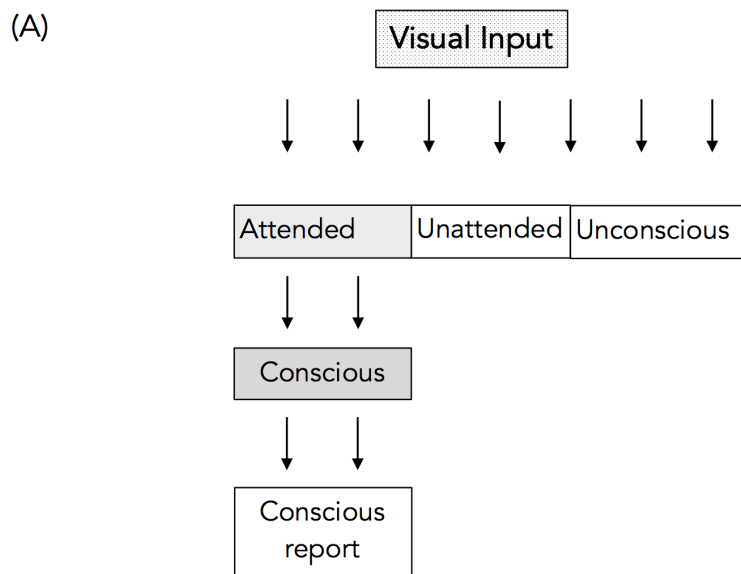 (A)
Visual Input
Attended Unattended Unconscious
Conscious
Conscious
report